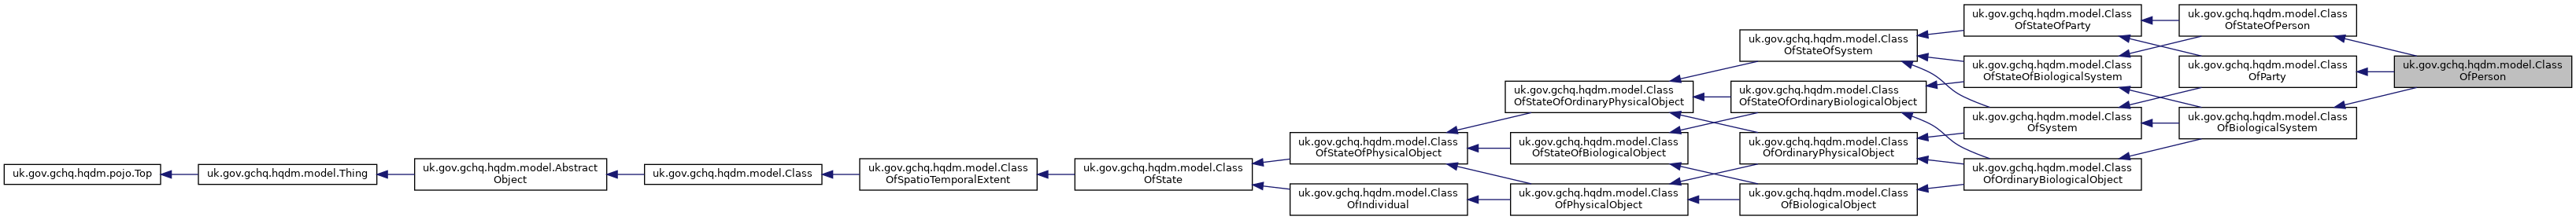 uk.gov.gchq.hqdm.pojo.Top
uk.gov.gchq.hqdm.model.Thing
uk.gov.gchq.hqdm.model.Abstract
Object
uk.gov.gchq.hqdm.model.Class
uk.gov.gchq.hqdm.model.Class
OfSpatioTemporalExtent
uk.gov.gchq.hqdm.model.Class
OfState
uk.gov.gchq.hqdm.model.Class
OfStateOfPhysicalObject
uk.gov.gchq.hqdm.model.Class
OfIndividual
uk.gov.gchq.hqdm.model.Class
OfStateOfOrdinaryPhysicalObject
uk.gov.gchq.hqdm.model.Class
OfStateOfBiologicalObject
uk.gov.gchq.hqdm.model.Class
OfPhysicalObject
uk.gov.gchq.hqdm.model.Class
OfStateOfSystem
uk.gov.gchq.hqdm.model.Class
OfStateOfOrdinaryBiologicalObject
uk.gov.gchq.hqdm.model.Class
OfOrdinaryPhysicalObject
uk.gov.gchq.hqdm.model.Class
OfBiologicalObject
uk.gov.gchq.hqdm.model.Class
OfStateOfParty
uk.gov.gchq.hqdm.model.Class
OfStateOfBiologicalSystem
uk.gov.gchq.hqdm.model.Class
OfSystem
uk.gov.gchq.hqdm.model.Class
OfOrdinaryBiologicalObject
uk.gov.gchq.hqdm.model.Class
OfStateOfPerson
uk.gov.gchq.hqdm.model.Class
OfParty
uk.gov.gchq.hqdm.model.Class
OfBiologicalSystem
uk.gov.gchq.hqdm.model.Class
OfPerson